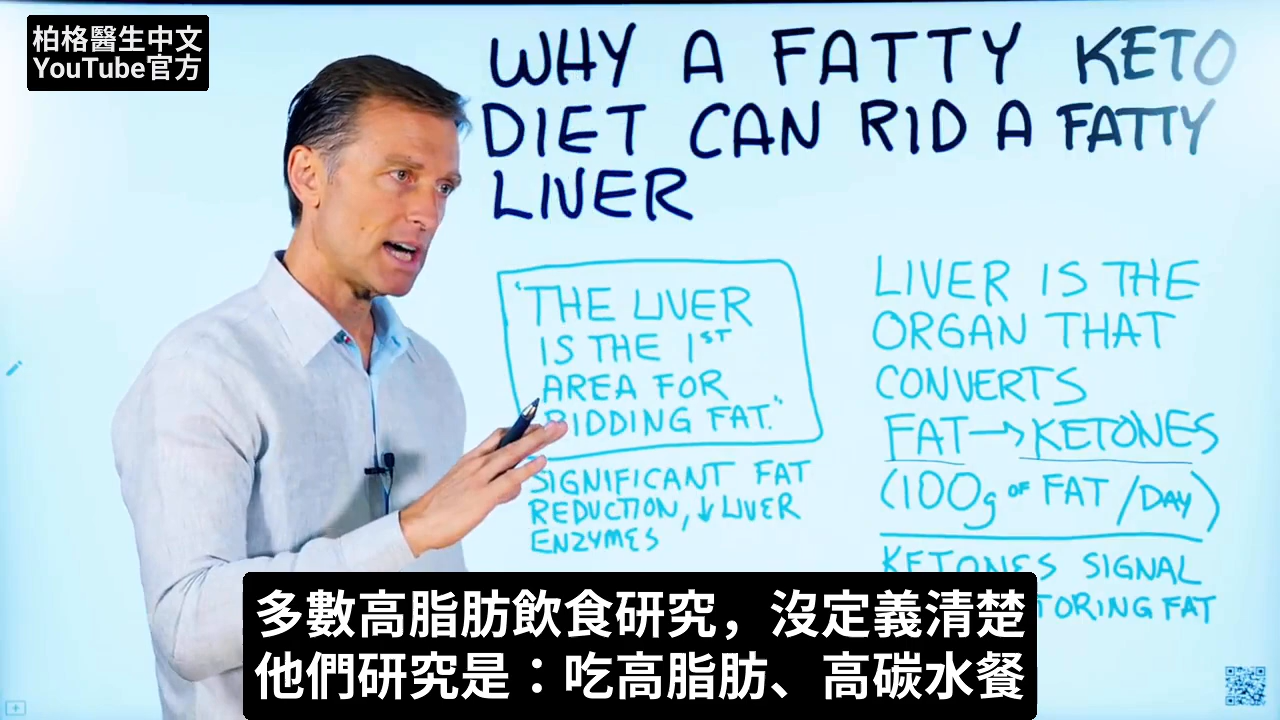 柏格醫生中文
YouTube官方
WHY A FATTY KETO
DIET CAN RID A FATTY
LIVER
"THE LIVER
IS THE 1ST
AREA FOR
RIDDING FAT."
SIGNIFICANT FAT
REDUCTION, ↓ LIVER
ENZYMES
LIVER IS THE
ORGAN THAT
CONVERTS
FAT→KETONES
(100g OF FAT /DAY)
KETONES SIGNAL
TORING FAT
多數高脂肪飲食研究，沒定義清楚
他們研究是：吃高脂肪、高碳水餐